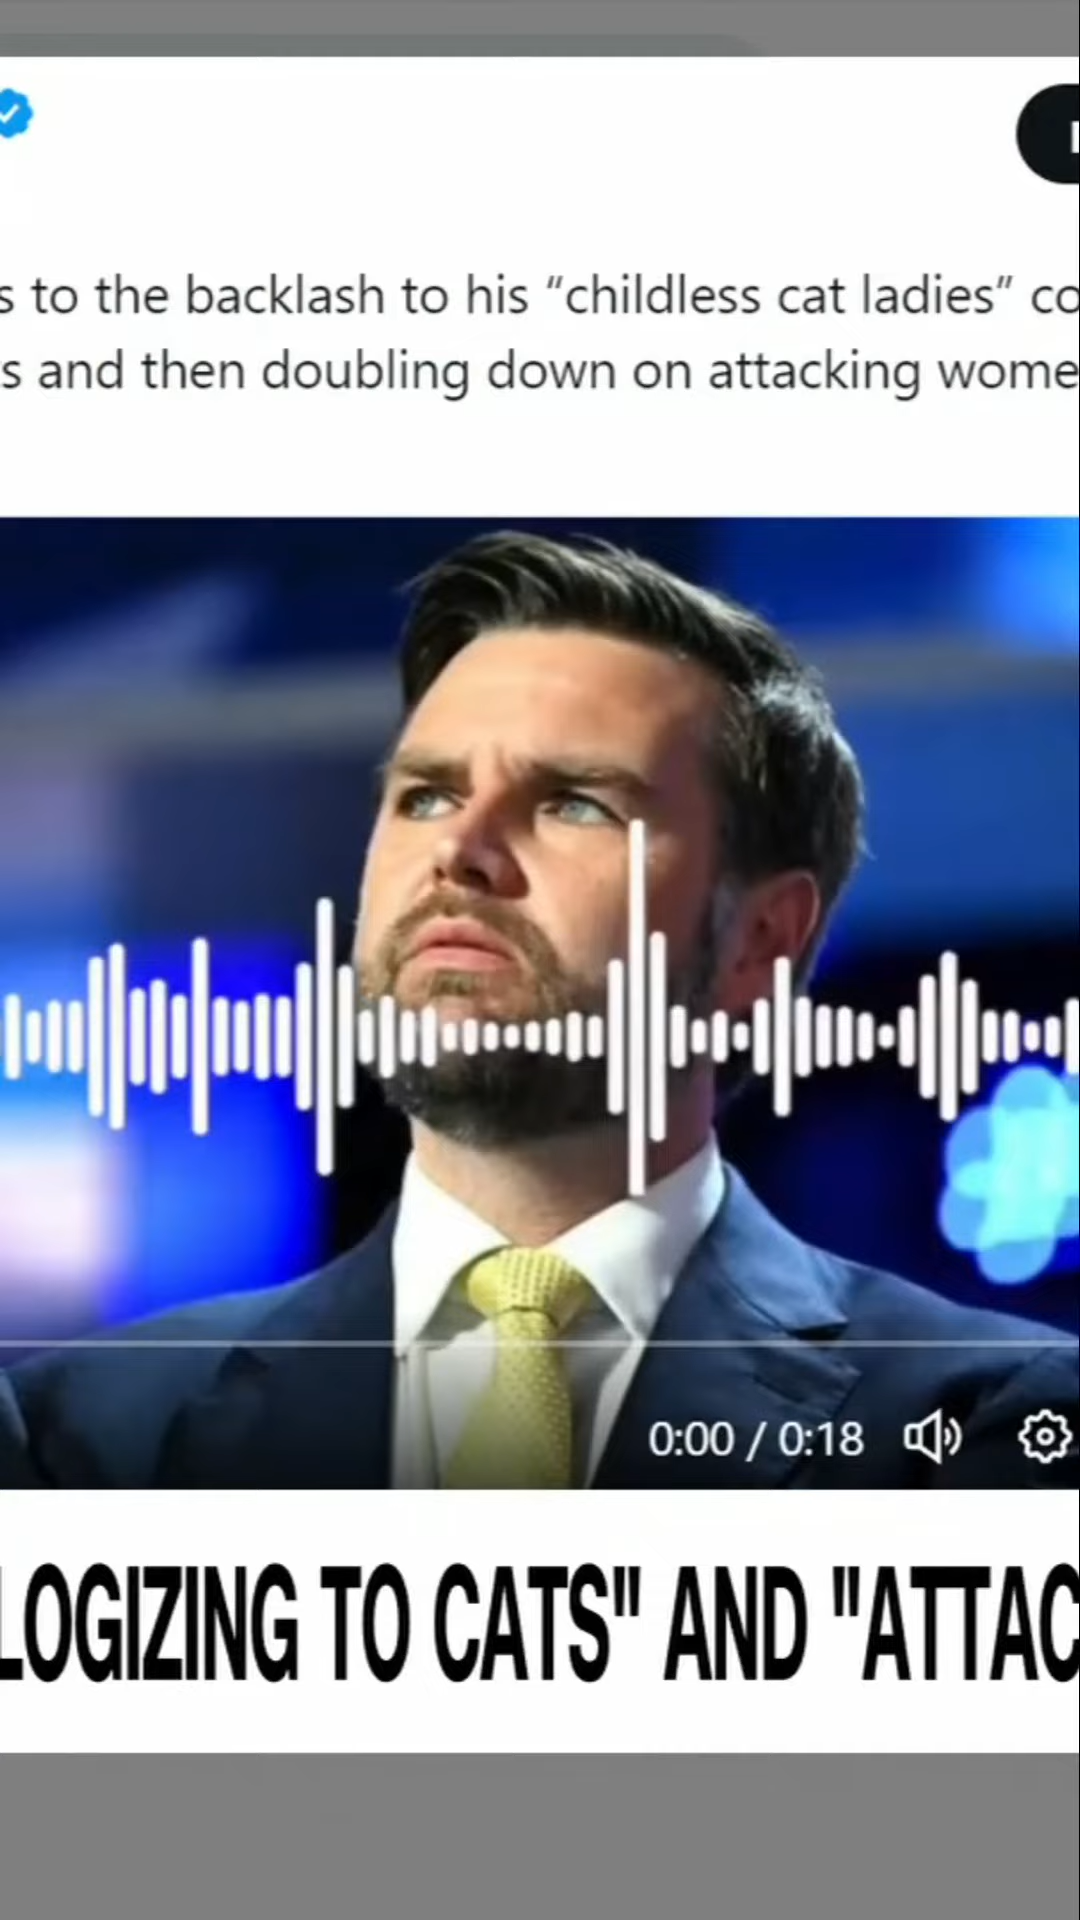 s to the backlash to his “childless cat ladies” co
s and then doubling down on attacking wome
0:00 / 0:18
LOGIZING TO CATS" AND "ATTAC